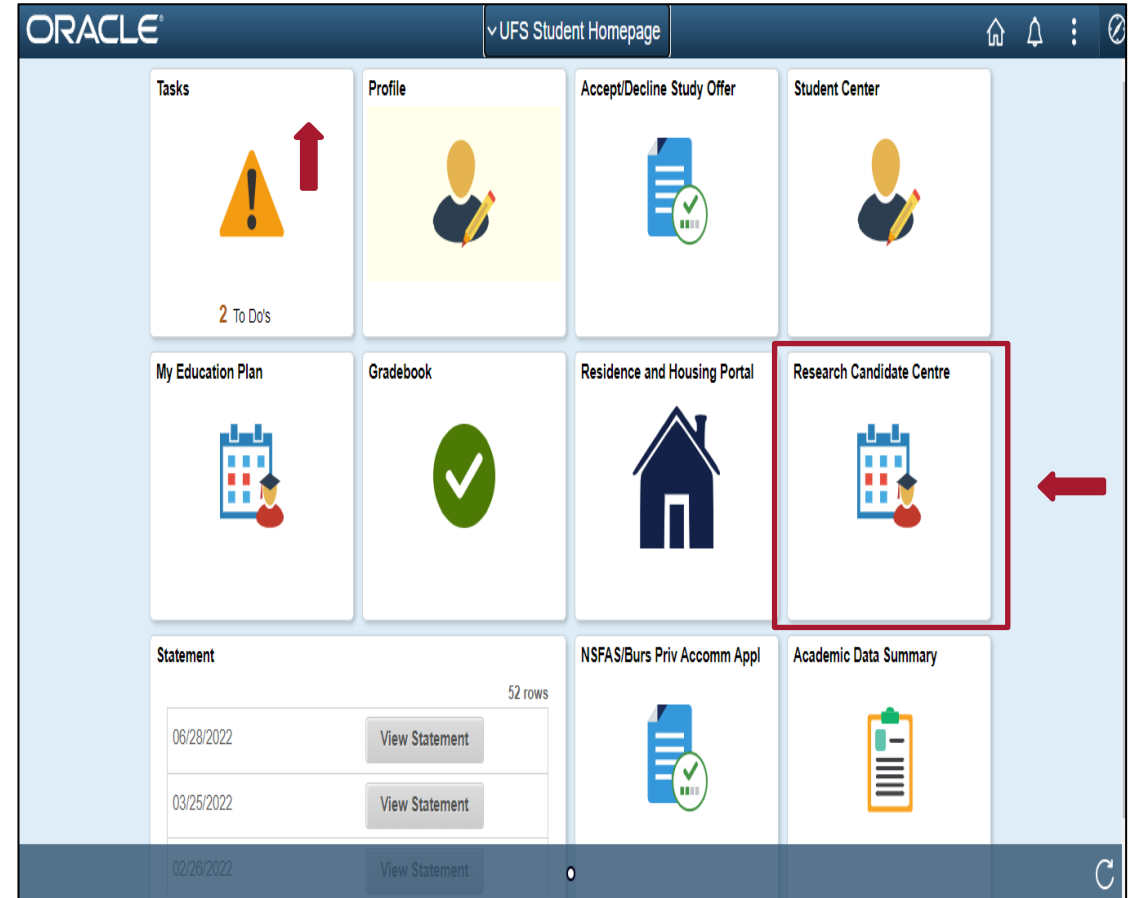 ORACLE®
UFS Student Homepage
Tasks
Profile
Accept/Decline Study Offer
Student Center
2 To Do's
My Education Plan
Gradebook
Residence and Housing Portal
Research Candidate Centre
Statement
NSFAS/Burs Priv Accomm Appl
Academic Data Summary
52 rows
06/28/2022 View Statement
03/25/2022 View Statement
02/26/2022 View Statement